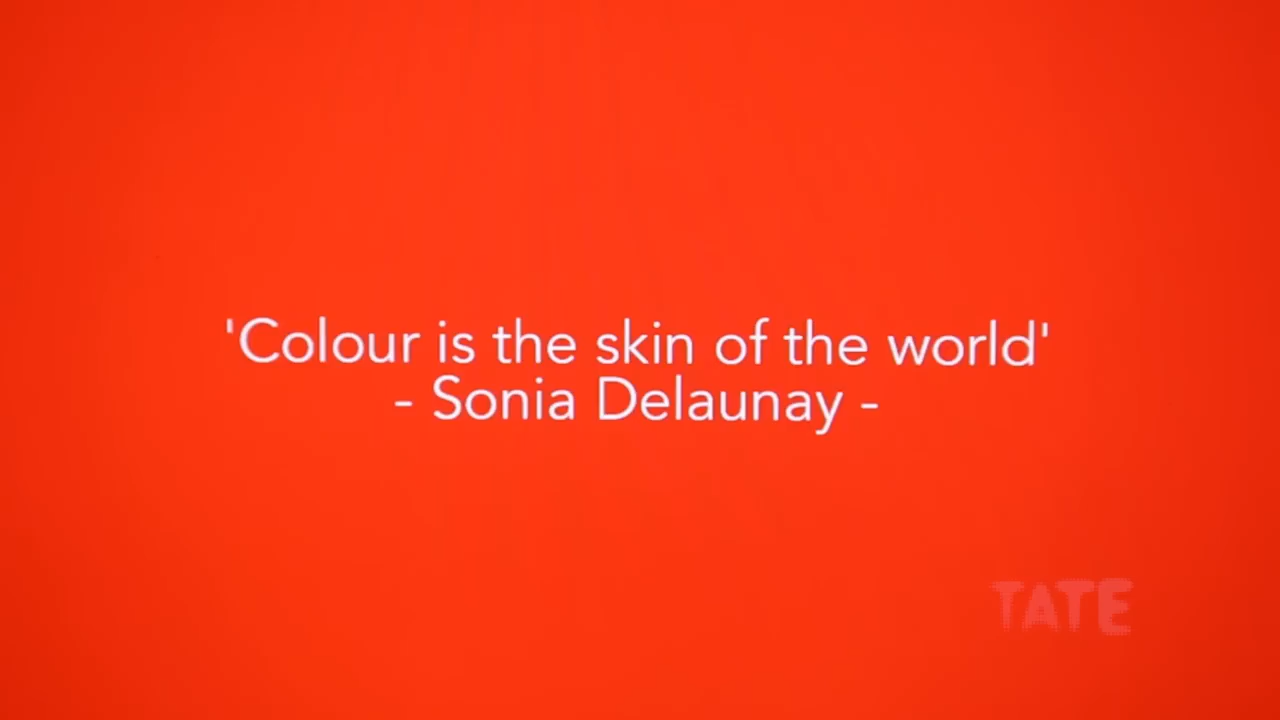 'Colour is the skin of the world'
- Sonia Delaunay -
TATE